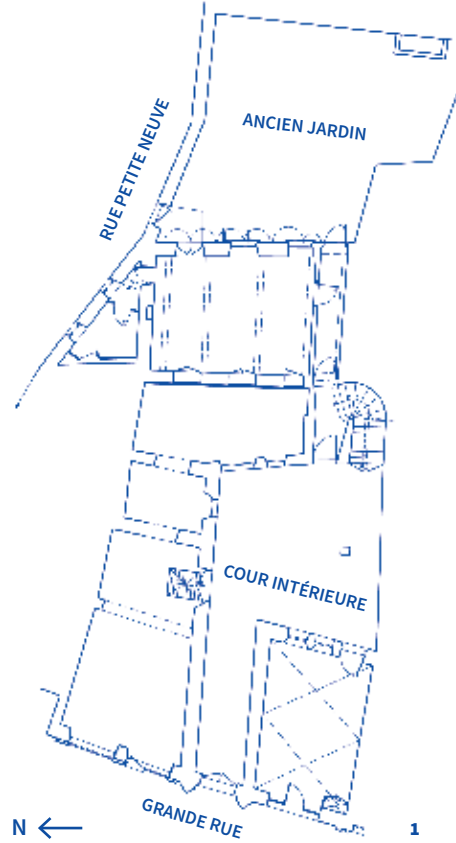 ANCIEN JARDIN
RUE PETITE NEUVE
COUR INTÉRIEURE
GRANDE RUE
N
1